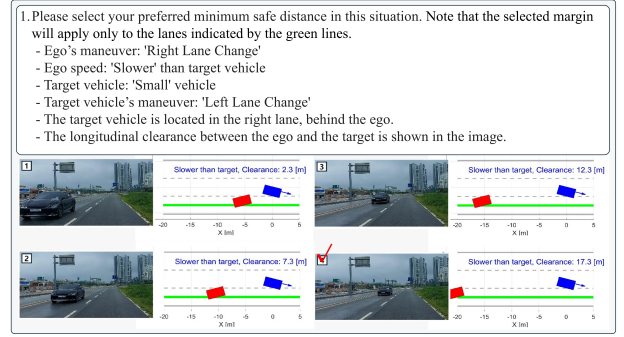 1. Please select your preferred minimum safe distance in this situation. Note that the selected margin
will apply only to the lanes indicated by the green lines.
- Ego's maneuver: 'Right Lane Change'
- Ego speed: 'Slower' than target vehicle
- Target vehicle: 'Small' vehicle
- Target vehicle's maneuver: 'Left Lane Change'
- The target vehicle is located in the right lane, behind the ego.
- The longitudinal clearance between the ego and the target is shown in the image.
1
Slower than target, Clearance: 2.3 [m]
-20 -15 -10 -5 0 5
X [m]
3
Slower than target, Clearance: 12.3 [m]
-20 -15 -10 -5 0 5
X [m]
2
Slower than target, Clearance: 7.3 [m]
-20 -15 -10 -5 0 5
X [m]
Slower than target, Clearance: 17.3 [m]
-20 -15 -10 -5 0 5
X [m]